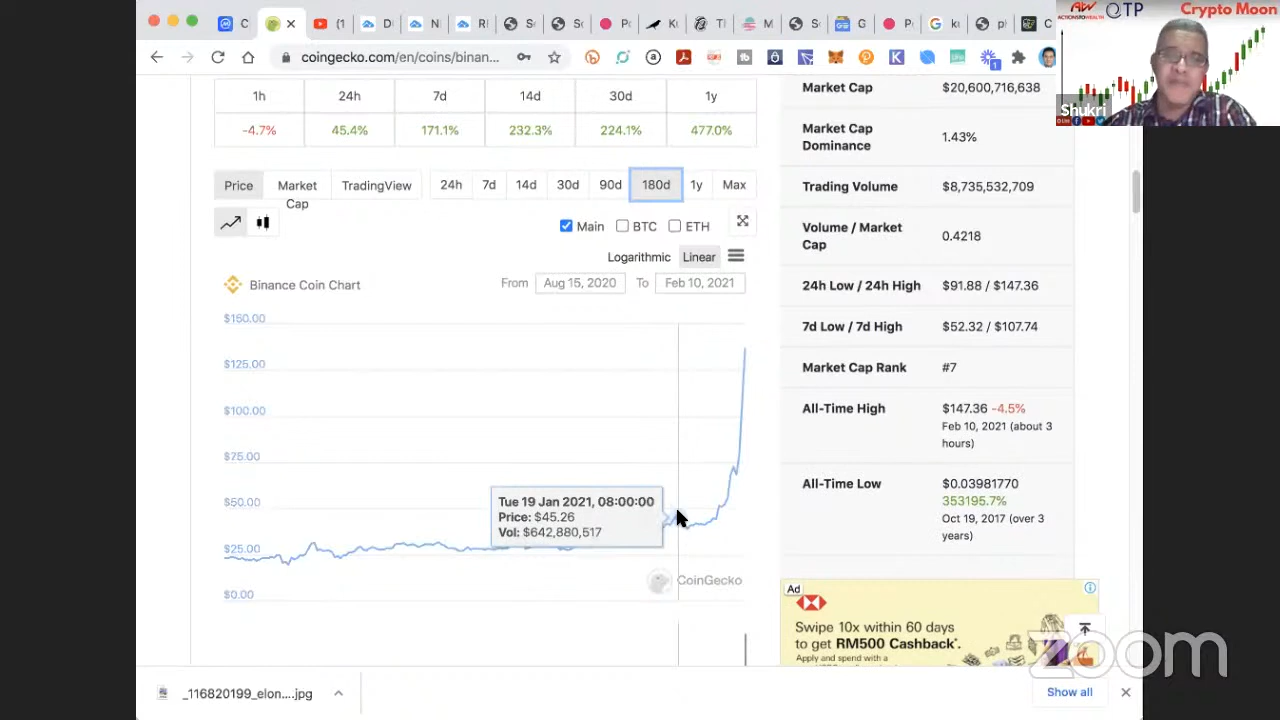 C
(1
D
N
R
S
S
P
K
T
M
S
G
P
k
p
C
coingecko.com/en/coins/binan...
1
ACTIONSTOWEALTH
OTP
Crypto Moon
Shukri
1h 24h 7d 14d 30d 1y
-4.7% 45.4% 171.1% 232.3% 224.1% 477.0%
Price Market Cap TradingView 24h 7d 14d 30d 90d 180d 1y Max
Main BTC ETH
Logarithmic Linear
Binance Coin Chart
From Aug 15, 2020 To Feb 10, 2021
$150.00
$125.00
$100.00
$75.00
$50.00
$25.00
$0.00
Tue 19 Jan 2021, 08:00:00
Price: $45.26
Vol: $642,880,517
CoinGecko
Market Cap $20,600,716,638
Market Cap Dominance 1.43%
Trading Volume $8,735,532,709
Volume / Market Cap 0.4218
24h Low / 24h High $91.88 / $147.36
7d Low / 7d High $52.32 / $107.74
Market Cap Rank #7
All-Time High $147.36 -4.5%
Feb 10, 2021 (about 3
hours)
All-Time Low $0.03981770
353195.7%
Oct 19, 2017 (over 3
years)
Ad
Swipe 10x within 60 days
to get RM500 Cashback*.
Apply and spend with a
zoom
_116820199_elon....jpg
Show all